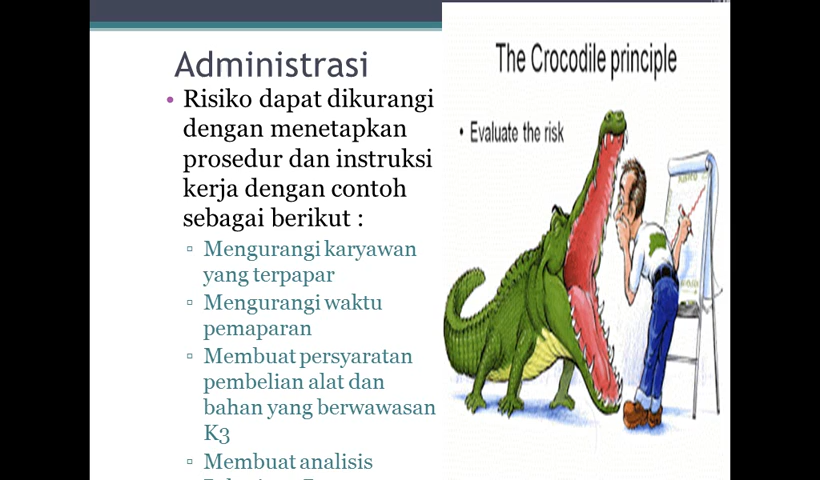 Administrasi
• Risiko dapat dikurangi
dengan menetapkan
prosedur dan instruksi
kerja dengan contoh
sebagai berikut :
▫ Mengurangi karyawan
yang terpapar
▫ Mengurangi waktu
pemaparan
▫ Membuat persyaratan
pembelian alat dan
bahan yang berwawasan
K3
▫ Membuat analisis
The Crocodile principle
• Evaluate the risk